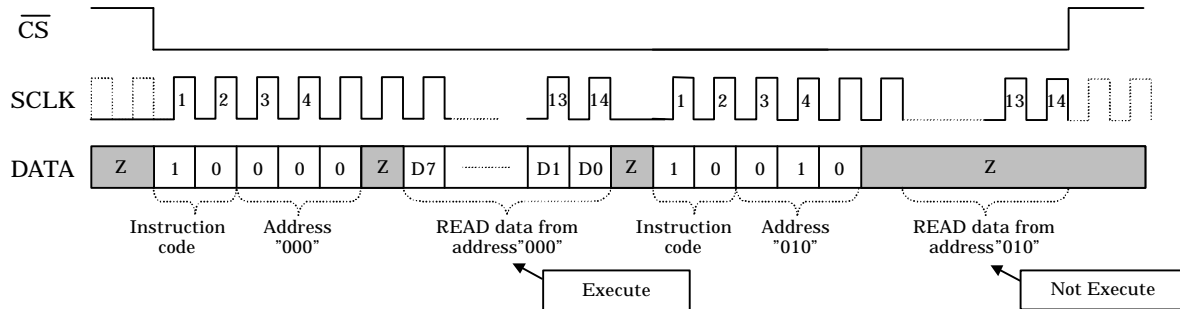 CS
SCLK 1 2 3 4 13 14 1 2 3 4 13 14
DATA Z 1 0 0 0 0 Z D7 D1 D0 Z 1 0 0 1 0 Z
Instruction code
Address "000"
READ data from address"000"
Instruction code
Address "010"
READ data from address"010"
Execute
Not Execute